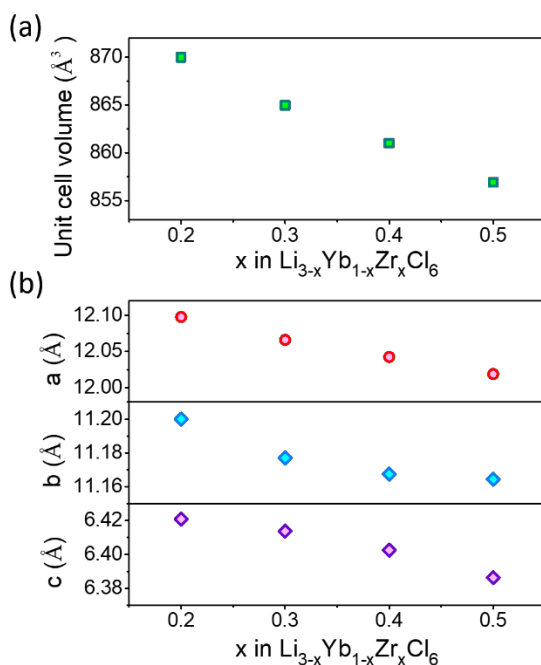 (a)
Unit cell volume (Å³)
870
865
860
855
0.2 0.3 0.4 0.5
x in Li₃₋ₓYb₁₋ₓZrₓCl₆
(b)
a (Å)
12.10
12.05
12.00
b (Å)
11.20
11.18
11.16
c (Å)
6.42
6.40
6.38
0.2 0.3 0.4 0.5
x in Li₃₋ₓYb₁₋ₓZrₓCl₆